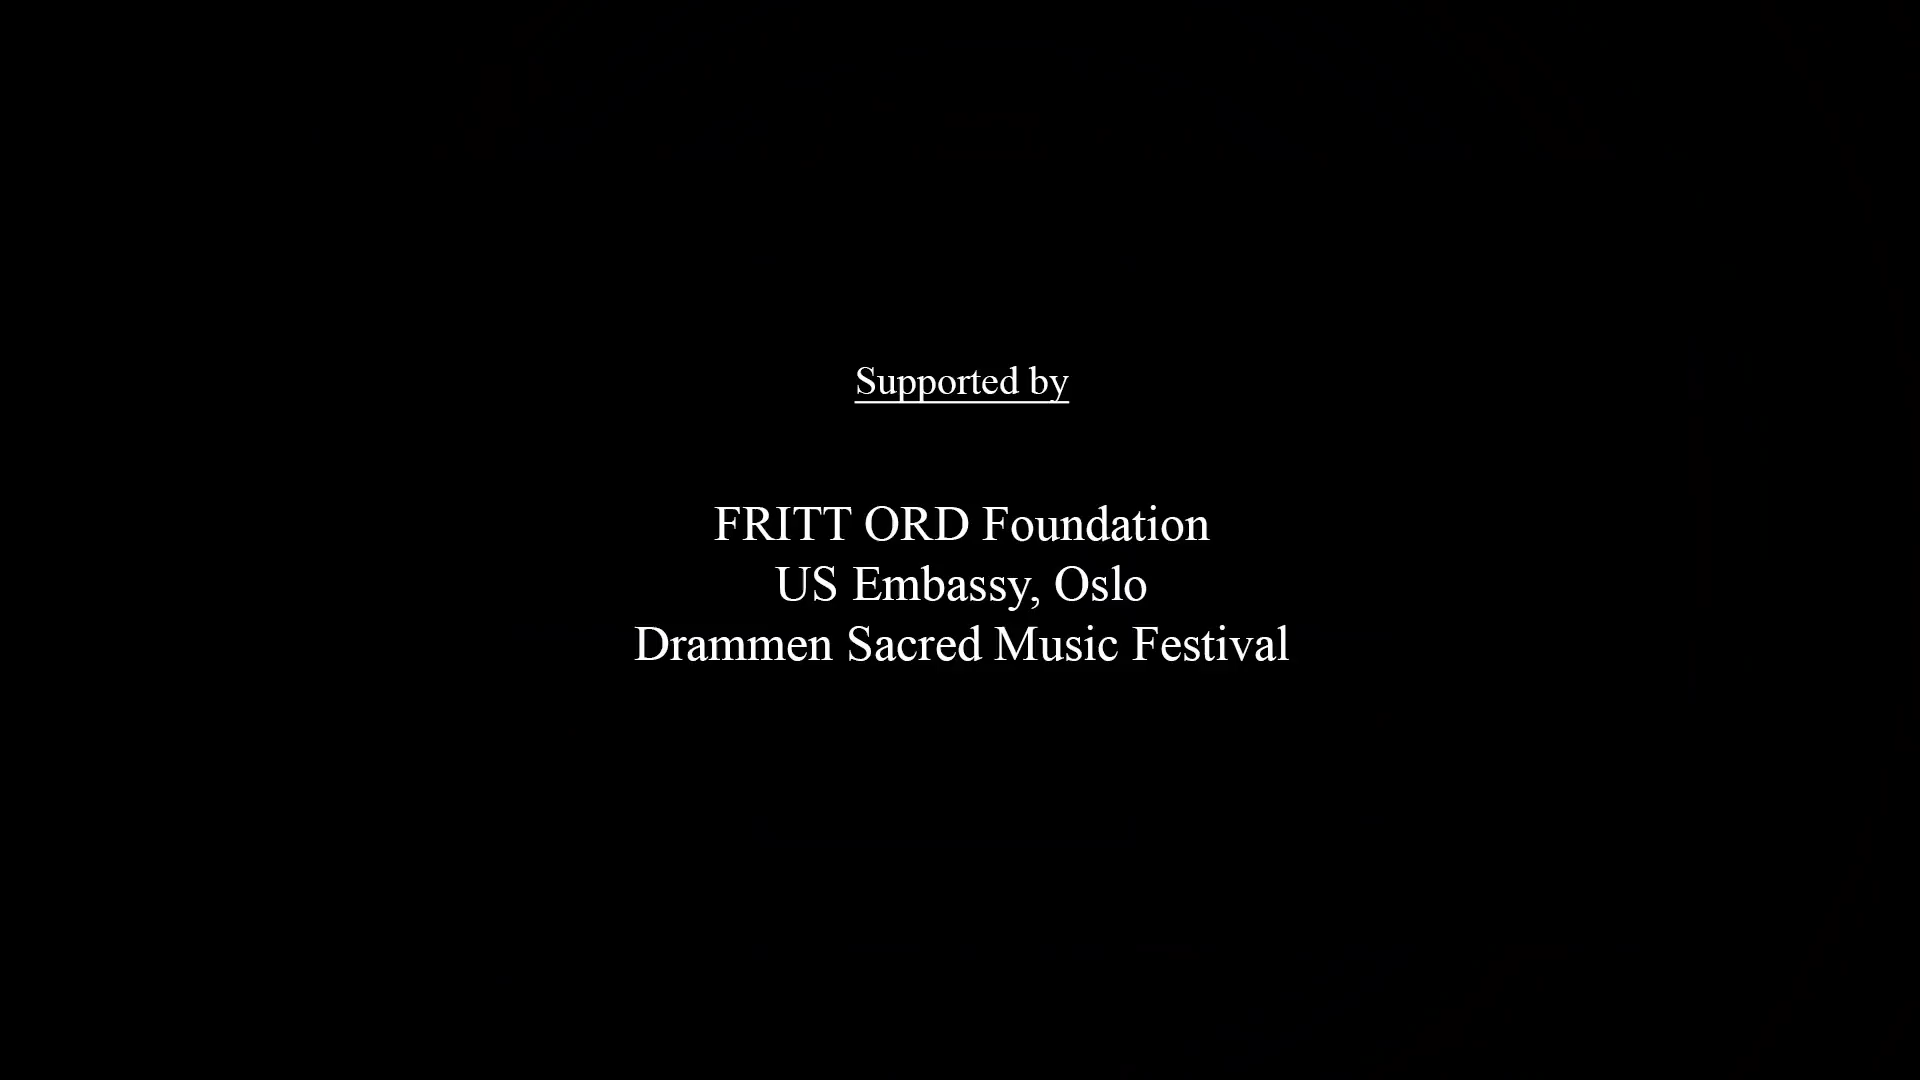 Supported by
FRITT ORD Foundation
US Embassy, Oslo
Drammen Sacred Music Festival